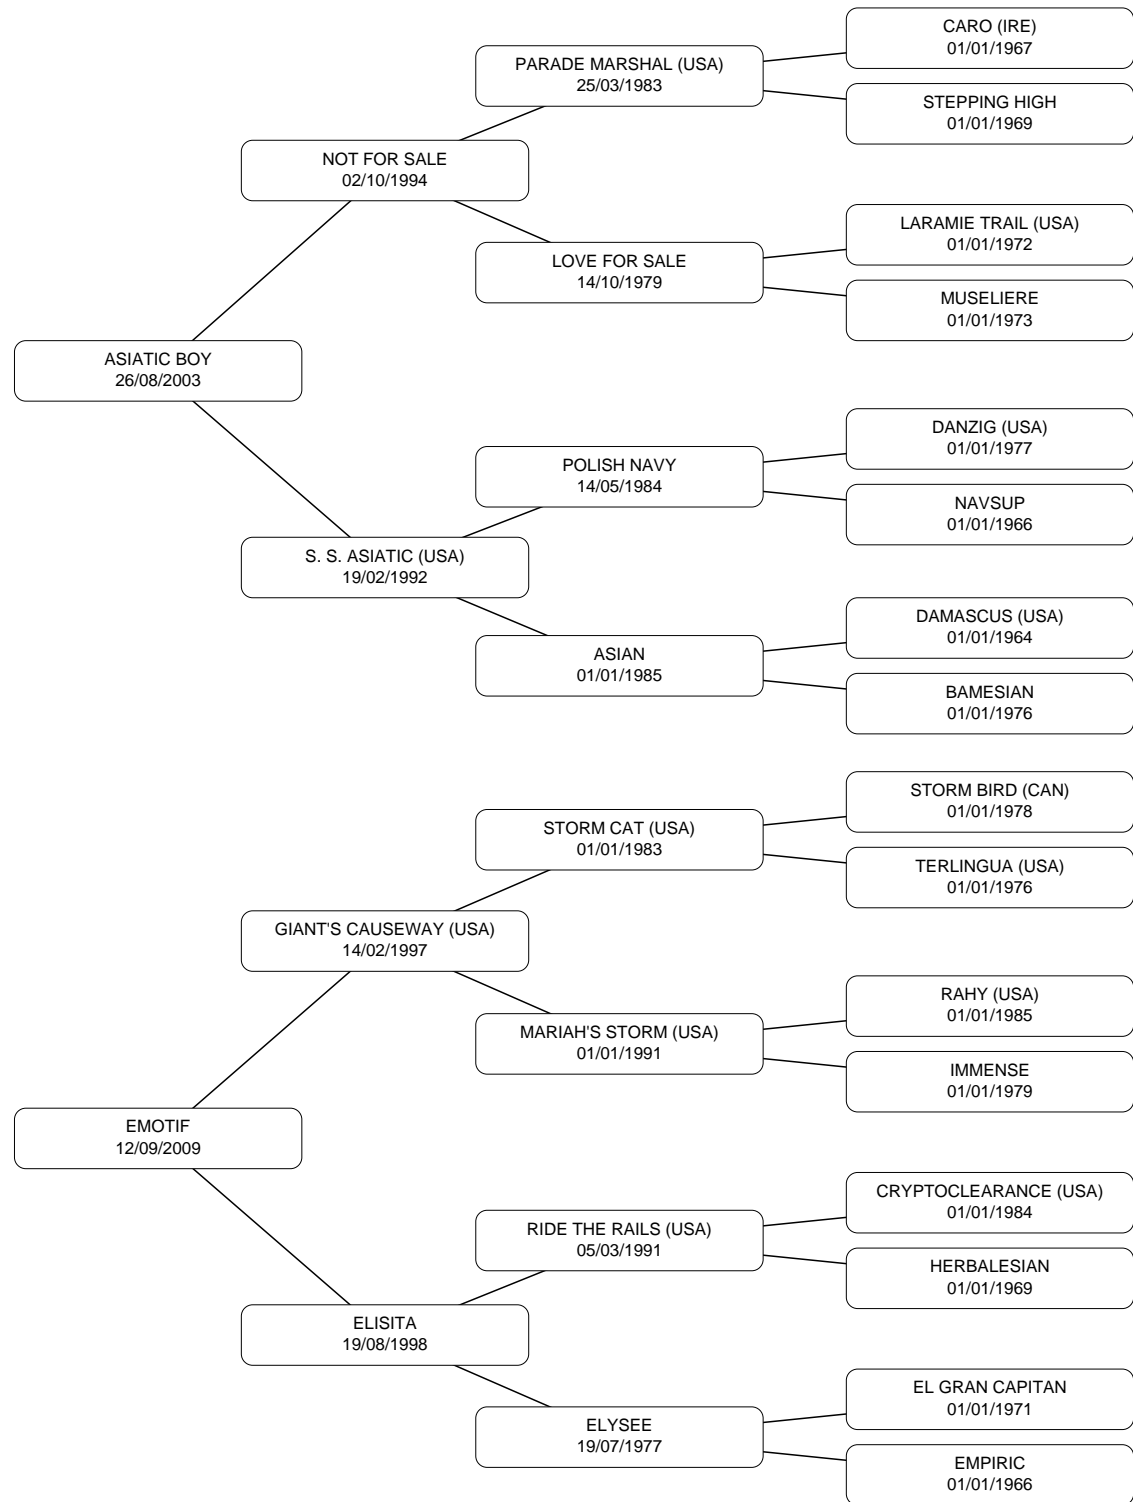 CARO (IRE)
01/01/1967
PARADE MARSHAL (USA)
25/03/1983
STEPPING HIGH
01/01/1969
NOT FOR SALE
02/10/1994
LARAMIE TRAIL (USA)
01/01/1972
LOVE FOR SALE
14/10/1979
MUSELIERE
01/01/1973
ASIATIC BOY
26/08/2003
DANZIG (USA)
01/01/1977
POLISH NAVY
14/05/1984
NAVSUP
01/01/1966
S. S. ASIATIC (USA)
19/02/1992
DAMASCUS (USA)
01/01/1964
ASIAN
01/01/1985
BAMESIAN
01/01/1976
STORM BIRD (CAN)
01/01/1978
STORM CAT (USA)
01/01/1983
TERLINGUA (USA)
01/01/1976
GIANT'S CAUSEWAY (USA)
14/02/1997
RAHY (USA)
01/01/1985
MARIAH'S STORM (USA)
01/01/1991
IMMENSE
01/01/1979
EMOTIF
12/09/2009
CRYPTOCLEARANCE (USA)
01/01/1984
RIDE THE RAILS (USA)
05/03/1991
HERBALESIAN
01/01/1969
ELISITA
19/08/1998
EL GRAN CAPITAN
01/01/1971
ELYSEE
19/07/1977
EMPIRIC
01/01/1966